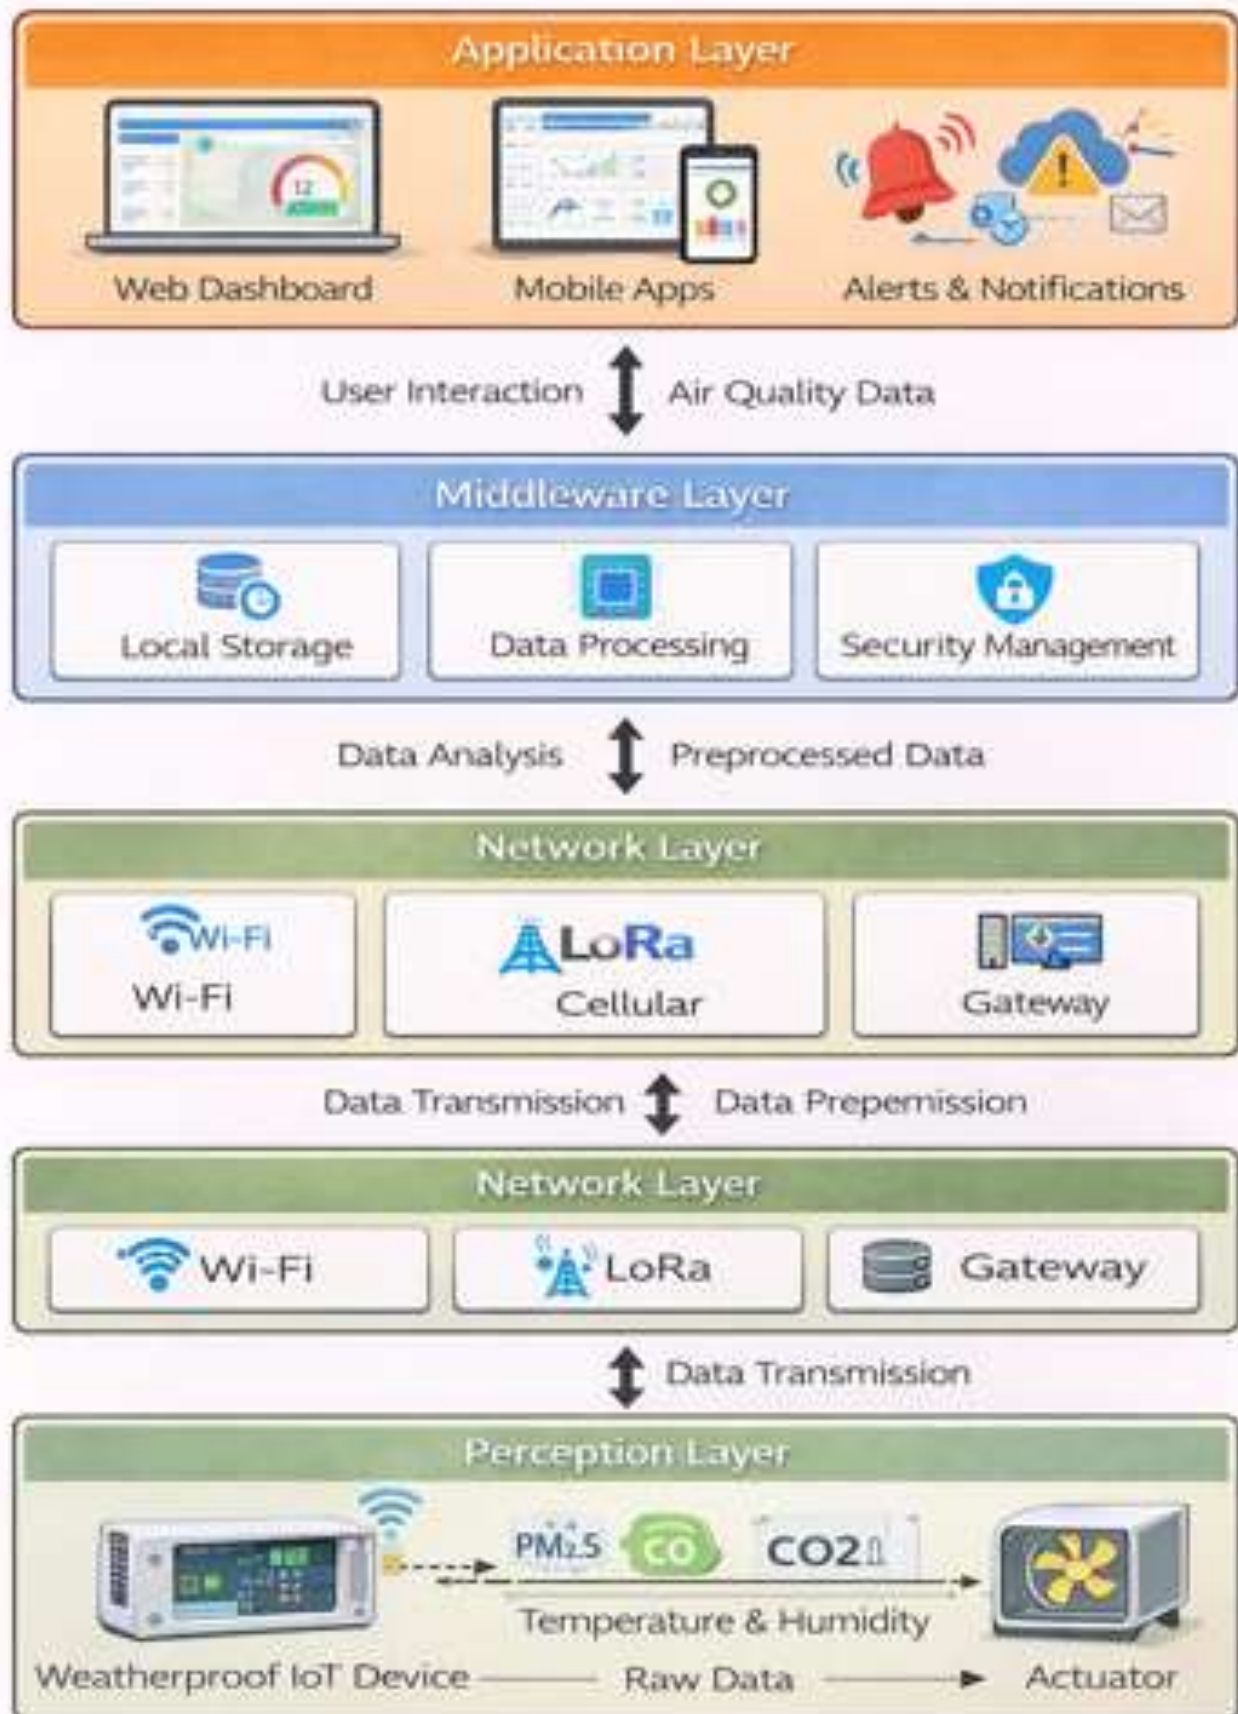 Application Layer
12
Web Dashboard
Mobile Apps
Alerts & Notifications
User Interaction
Air Quality Data
Middleware Layer
Local Storage
Data Processing
Security Management
Data Analysis
Preprocessed Data
Network Layer
Wi-Fi
Wi-Fi
LoRa
Cellular
Gateway
Data Transmission
Data Prepemission
Network Layer
Wi-Fi
LoRa
Gateway
Data Transmission
Perception Layer
PM2.5
CO
CO2
Temperature & Humidity
Weatherproof IoT Device
Raw Data
Actuator